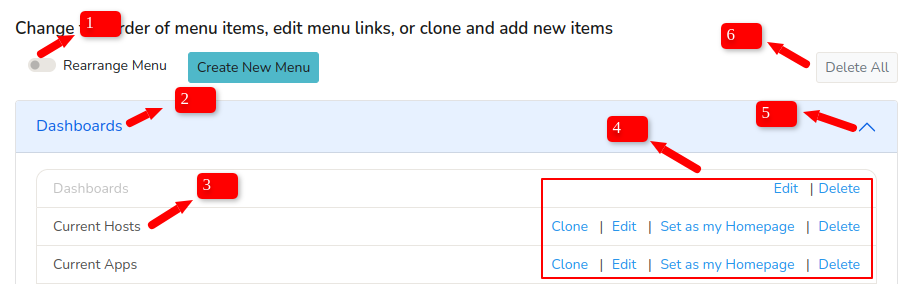 Change order of menu items, edit menu links, or clone and add new items
1
6
Rearrange Menu
Create New Menu
Delete All
2
5
Dashboards
4
3
Dashboards
Edit | Delete
Current Hosts
Clone | Edit | Set as my Homepage | Delete
Current Apps
Clone | Edit | Set as my Homepage | Delete